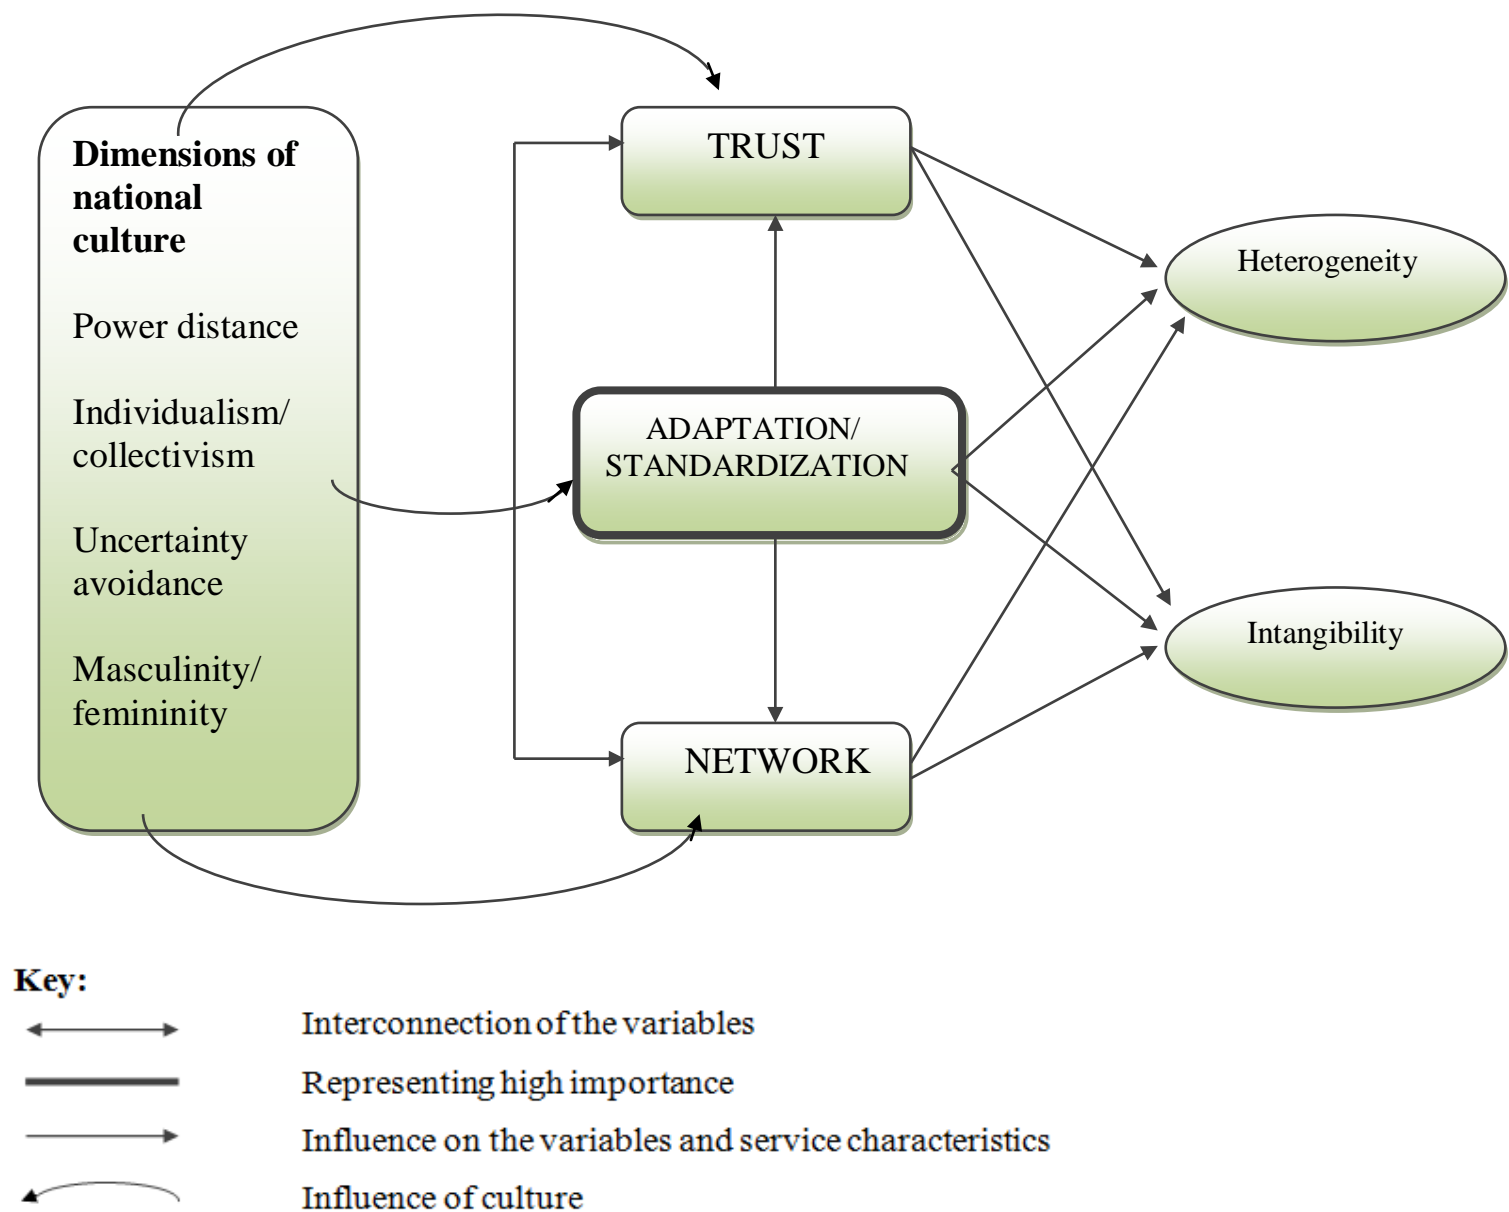 Dimensions of
national
culture
Power distance
Individualism/
collectivism
Uncertainty
avoidance
Masculinity/
femininity
TRUST
ADAPTATION/
STANDARDIZATION
NETWORK
Heterogeneity
Intangibility
Key:
Interconnection of the variables
Representing high importance
Influence on the variables and service characteristics
Influence of culture